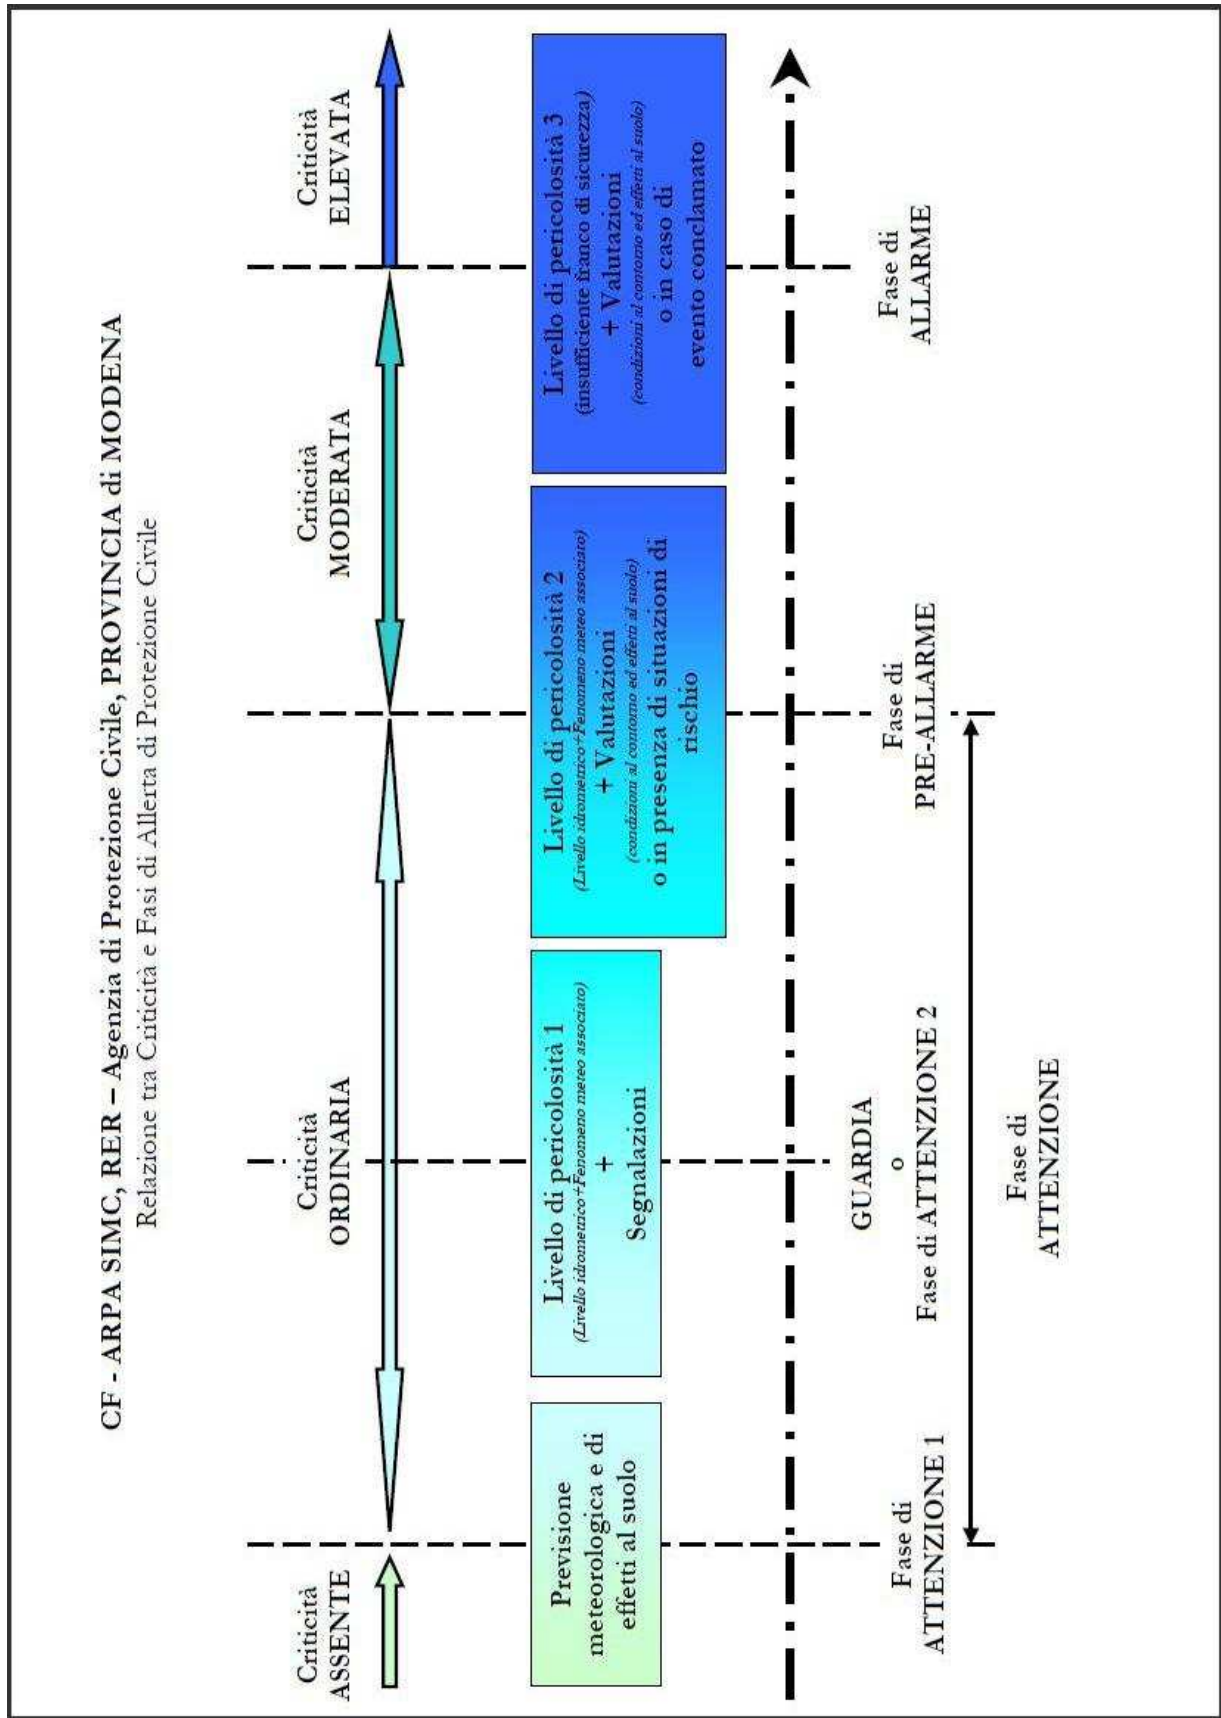 CF - ARPA SIMC, RER – Agenzia di Protezione Civile, PROVINCIA di MODENA
Relazione tra Criticità e Fasi di Allerta di Protezione Civile
Criticità
ASSENTE
Criticità
ORDINARIA
Criticità
MODERATA
Criticità
ELEVATA
Previsione
meteorologica e di
effetti al suolo
Livello di pericolosità 1
(Livello idrometrico+Fenomeno meteo associato)
+
Segnalazioni
Livello di pericolosità 2
(Livello idrometrico+Fenomeno meteo associato)
+ Valutazioni
(condizioni al contorno ed effetti al suolo)
o in presenza di situazioni di
rischio
Livello di pericolosità 3
(insufficiente franco di sicurezza)
+ Valutazioni
(condizioni al contorno ed effetti al suolo)
o in caso di
evento conclamato
Fase di
ATTENZIONE 1
GUARDIA
o
Fase di ATTENZIONE 2
Fase di
PRE-ALLARME
Fase di
ALLARME
Fase di
ATTENZIONE